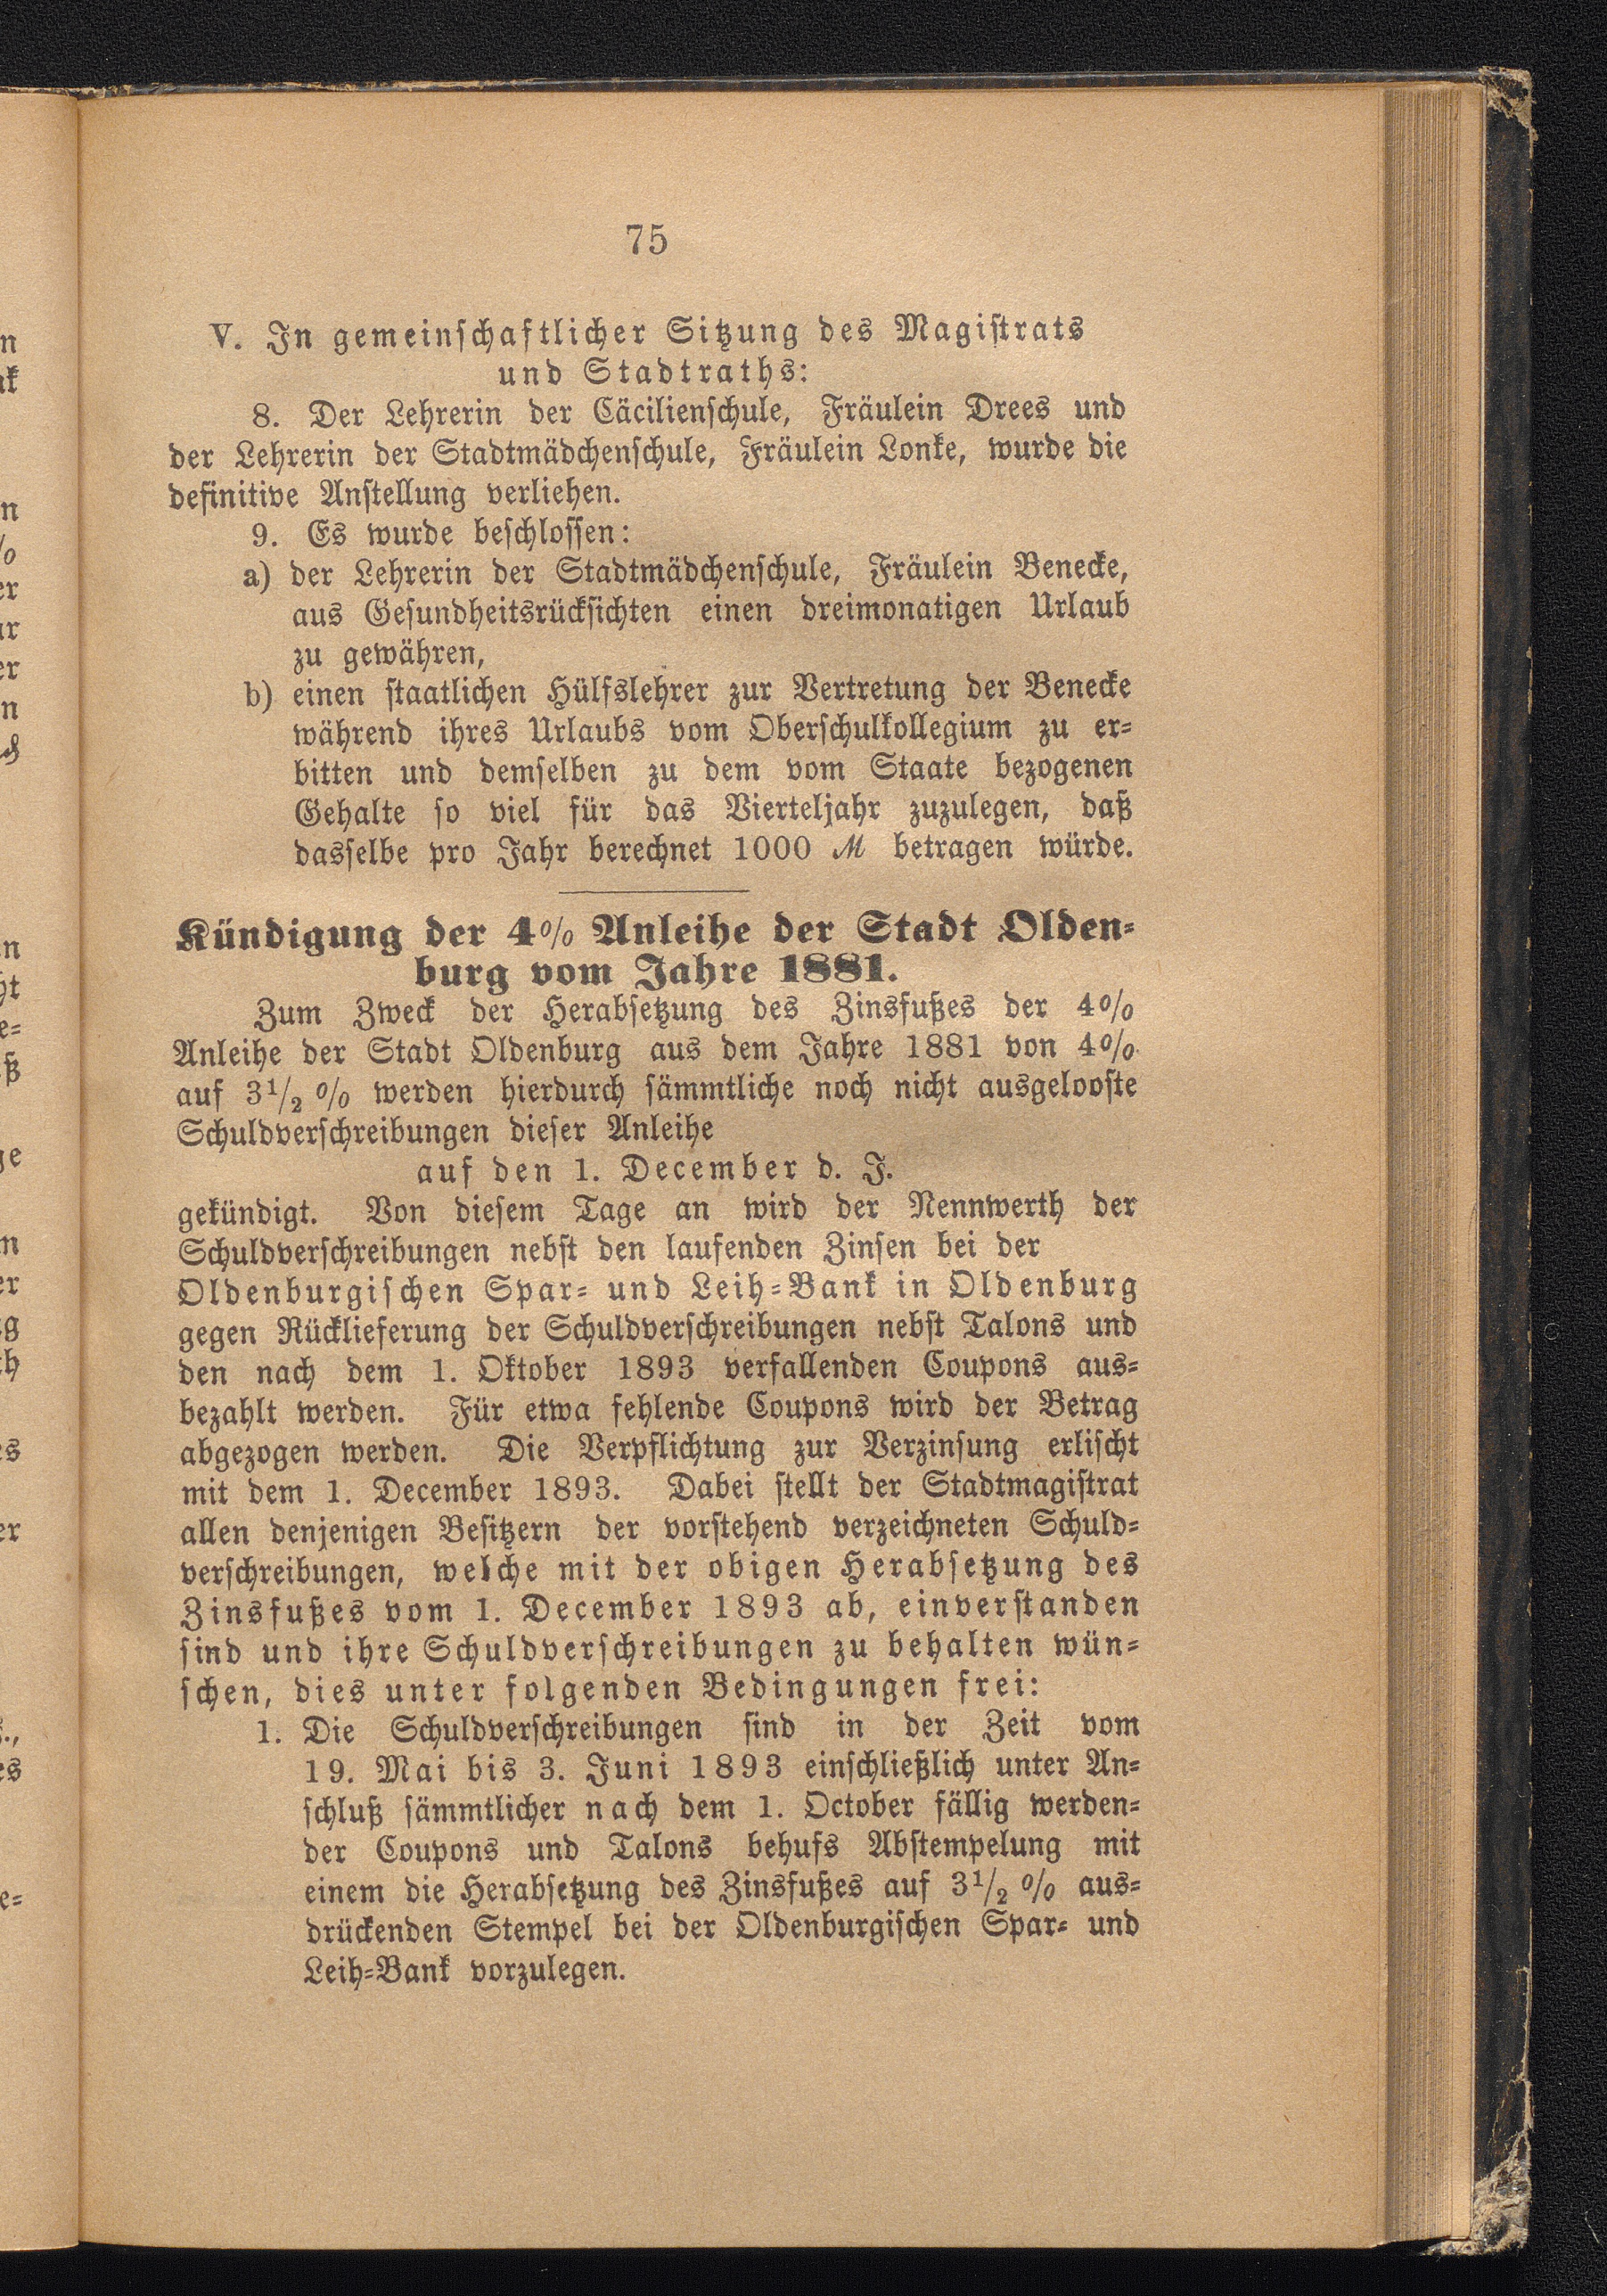 75
V. In gemeinschaftlicher Sitzung des Magistrats
und Stadtraths:
8. Der Lehrerin der Cäcilienschule, Fräulein Drees und
der Lehrerin der Stadtmädchenschule, Fräulein Lonke, wurde die
definitive Anstellung verliehen.
9. Es wurde beschlossen:
a) der Lehrerin der Stadtmädchenschule, Fräulein Benecke,
aus Gesundheitsrücksichten einen dreimonatigen Urlaub
zu gewähren,
b) einen staatlichen Hülfslehrer zur Vertretung der Benecke
während ihres Urlaubs vom Oberschulkollegium zu er-
bitten und demselben zu dem vom Staate bezogenen
Gehalte so viel für das Vierteljahr zuzulegen, daß
dasselbe pro Jahr berechnet 1000 M betragen würde.
Kündigung der 4% Anleihe der Stadt Olden-
burg vom Jahre 1881.
Zum Zweck der Herabsetzung des Zinsfußes der 4%
Anleihe der Stadt Oldenburg aus dem Jahre 1881 von 4%
auf 3 1/2 % werden hierdurch sämmtliche noch nicht ausgelooste
Schuldverschreibungen dieser Anleihe
auf den 1. December d. J.
gekündigt. Von diesem Tage an wird der Nennwerth der
Schuldverschreibungen nebst den laufenden Zinsen bei der
Oldenburgischen Spar- und Leih-Bank in Oldenburg
gegen Rücklieferung der Schuldverschreibungen nebst Talons und
den nach dem 1. Oktober 1893 verfallenden Coupons aus-
bezahlt werden. Für etwa fehlende Coupons wird der Betrag
abgezogen werden. Die Verpflichtung zur Verzinsung erlischt
mit dem 1. December 1893. Dabei stellt der Stadtmagistrat
allen denjenigen Besitzern der vorstehend verzeichneten Schuld-
verschreibungen, welche mit der obigen Herabsetzung des
Zinsfußes vom 1. December 1893 ab, einverstanden
sind und ihre Schuldverschreibungen zu behalten wün-
schen, dies unter folgenden Bedingungen frei:
1. Die Schuldverschreibungen sind in der Zeit vom
19. Mai bis 3. Juni 1893 einschließlich unter An-
schluß sämmtlicher nach dem 1. October fällig werden-
der Coupons und Talons behufs Abstempelung mit
einem die Herabsetzung des Zinsfußes auf 3 1/2 % aus-
drückenden Stempel bei der Oldenburgischen Spar- und
Leih-Bank vorzulegen.